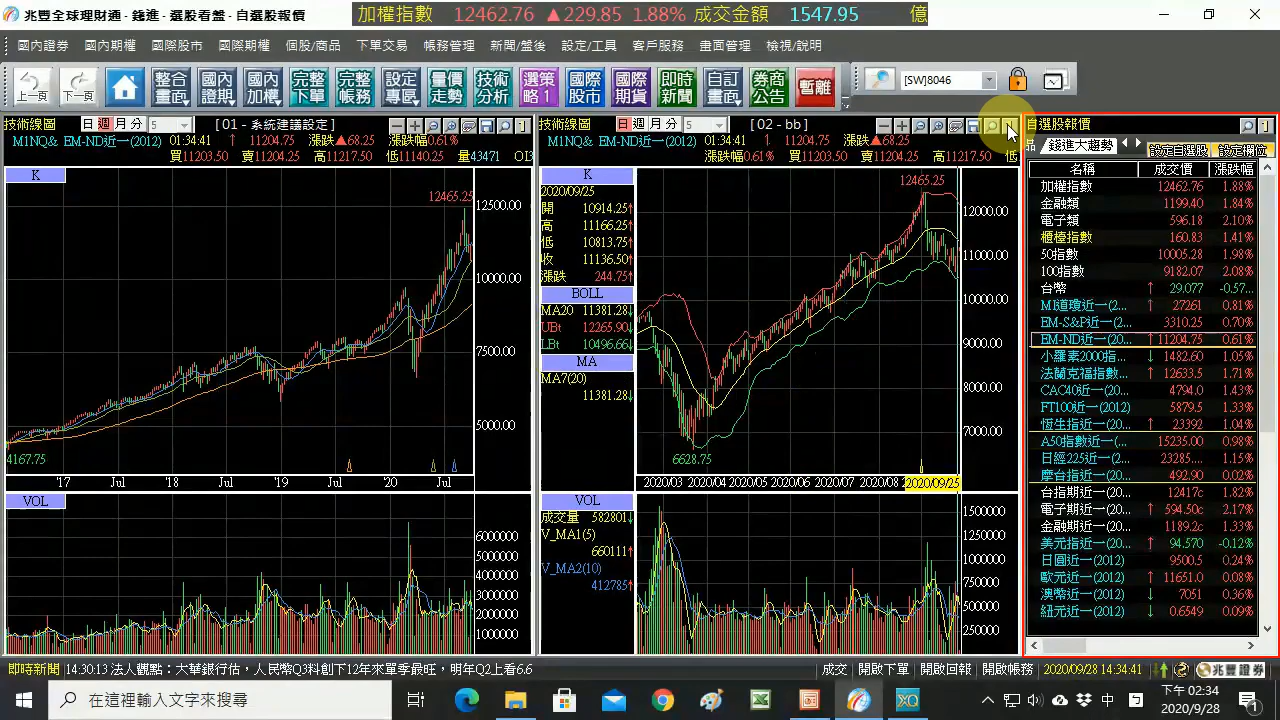 兆豐全球理財通 - 錢進 - 選股看盤 - 自選股報價
加權指數 12462.76 ▲229.85 1.88% 成交金額 1547.95 億
國內證券 國內期權 國際股市 國際期權 個股/商品 下單交易 帳務管理 新聞/盤後 設定/工具 客戶服務 畫面管理 檢視/說明
上一頁 下一頁 整合畫面 國內證期 國內加權 完整下單 完整帳務 設定專區 量價走勢 技術分析 選策略1 國際股市 國際期貨 即時新聞 自訂畫面 券商公告 暫離 [SW]8046
技術線圖 日 週 月 分 5 [ 01 - 系統建議設定 ]
M1NQ& EM-ND近一(2012) 01:34:41 ↑ 11204.75 漲跌▲68.25 漲跌幅0.61%
買11203.50 賣11204.25 高11217.50 低11140.25 量43471 OI3
K
12465.25
12500.00
10000.00
7500.00
5000.00
4167.75
'17 Jul '18 Jul '19 Jul '20 Jul
VOL
6000000
5000000
4000000
3000000
2000000
1000000
技術線圖 日 週 月 分 5 [ 02 - bb ]
M1NQ& EM-ND近一(2012) 01:34:41 ↑ 11204.75 漲跌▲68.25
漲跌幅0.61% 買11203.50 賣11204.25 高11217.50 低
K
2020/09/25
開 10914.25↑
高 11166.25↑
低 10813.75↑
收 11136.50↑
漲跌 244.75↑
BOLL
MA20 11381.28↓
UBt 12265.90↓
LBt 10496.66↓
MA
MA7(20)
11381.28↓
12465.25
12000.00
11000.00
10000.00
9000.00
8000.00
7000.00
6628.75
2020/03 2020/04 2020/05 2020/06 2020/07 2020/08 2020/09/25
VOL
成交量 582801↓
V_MA1(5)
660111↑
V_MA2(10)
412785↑
1500000
1250000
1000000
750000
500000
250000
自選股報價
品 錢進大趨勢 設定自選股 設定欄位
名稱 成交價 漲跌幅
加權指數 12462.76 1.88%
金融類 1199.40 1.84%
電子類 596.18 2.10%
櫃檯指數 160.83 1.41%
50指數 10005.28 1.98%
100指數 9182.07 2.08%
台幣 ↑ 29.077 -0.57...
MI道瓊近一(2... ↑ 27261 0.81%
EM-S&P近一(2... 3310.25 0.70%
EM-ND近一(20... ↑ 11204.75 0.61%
小羅素2000指... ↓ 1482.60 1.05%
法蘭克福指數... ↑ 12633.5 1.71%
CAC40近一(20... 4794.0 1.43%
FT100近一(2012) 5879.5 1.33%
恆生指近一(20... ↑ 23392 1.04%
A50指數近一(... 15235.00 0.98%
日經225近一(2... 23285.... 1.15%
摩台指近一(20... 492.90 0.02%
台指期近一(20... 12417c 1.82%
電子期近一(20... ↑ 594.50c 2.17%
金融期近一(20... 1189.2c 1.33%
美元指近一(20... ↑ 94.570 -0.12%
日圓近一(2012) 9500.5 0.24%
歐元近一(2012) ↑ 11651.0 0.08%
澳幣近一(2012) ↓ 7051 0.36%
紐元近一(2012) ↓ 0.6549 0.09%
即時新聞 14:30:13 法人觀點：大華銀行估，人民幣Q3料創下12年來單季最旺，明年Q2上看6.6 成交 開啟下單 開啟回報 開啟帳務 2020/09/28 14:34:41 兆豐證券
在這裡輸入文字來搜尋 XQ 中 下午 02:34
2020/9/28